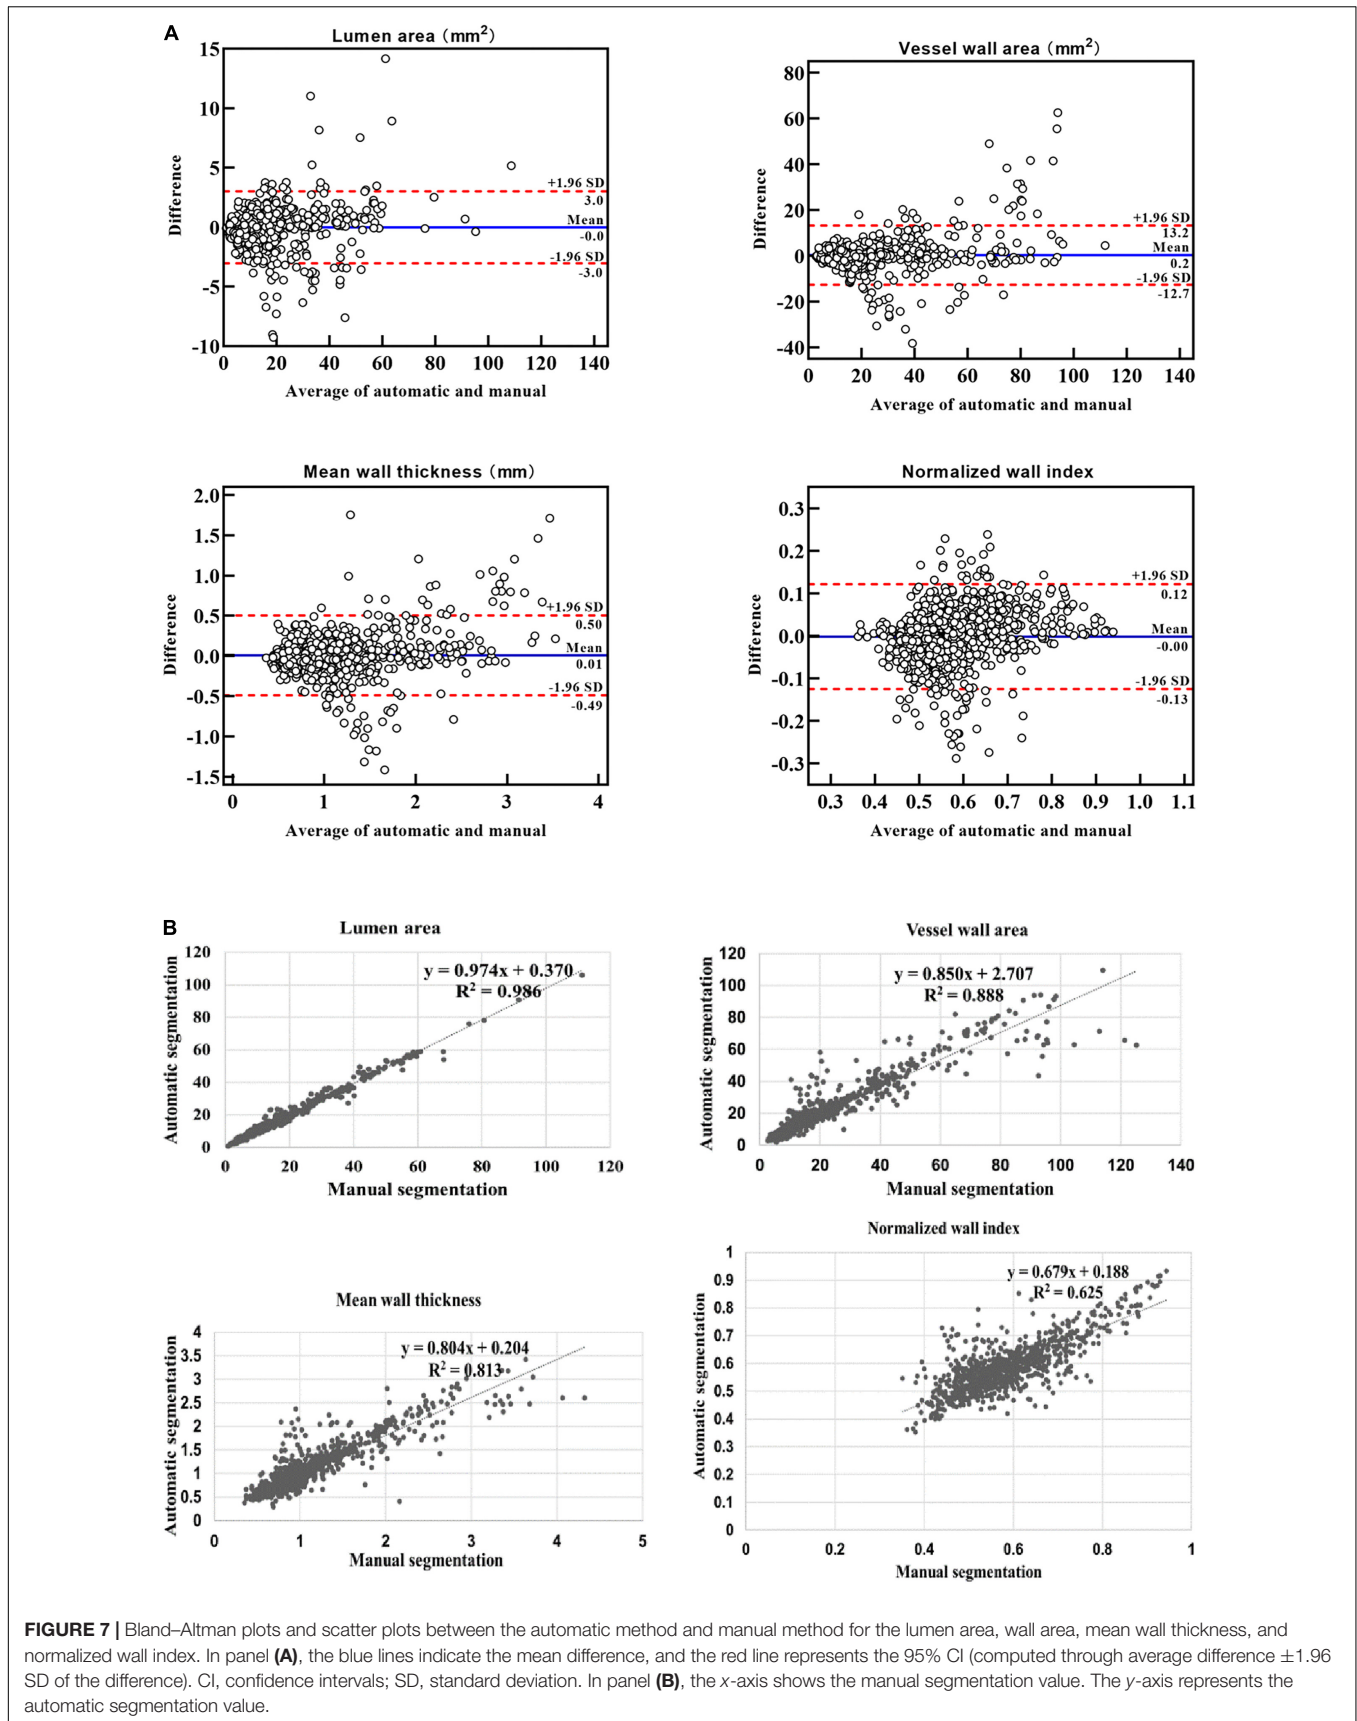 A
Lumen area (mm²)
15
10
5
0
-5
-10
Difference
+1.96 SD
3.0
Mean
-0.0
-1.96 SD
-3.0
0 20 40 60 80 100 120 140
Average of automatic and manual
Vessel wall area (mm²)
80
60
40
20
0
-20
-40
Difference
+1.96 SD
13.2
Mean
0.2
-1.96 SD
-12.7
0 20 40 60 80 100 120 140
Average of automatic and manual
Mean wall thickness (mm)
2.0
1.5
1.0
0.5
0.0
-0.5
-1.0
-1.5
Difference
+1.96 SD
0.50
Mean
0.01
-1.96 SD
-0.49
0 1 2 3 4
Average of automatic and manual
Normalized wall index
0.3
0.2
0.1
0.0
-0.1
-0.2
-0.3
Difference
+1.96 SD
0.12
Mean
-0.00
-1.96 SD
-0.13
0.3 0.4 0.5 0.6 0.7 0.8 0.9 1.0 1.1
Average of automatic and manual
B
Lumen area
120
100
80
60
40
20
0
Automatic segmentation
y = 0.974x + 0.370
R² = 0.986
0 20 40 60 80 100 120
Manual segmentation
Vessel wall area
120
100
80
60
40
20
0
Automatic segmentation
y = 0.850x + 2.707
R² = 0.888
0 20 40 60 80 100 120 140
Manual segmentation
Mean wall thickness
4
3.5
3
2.5
2
1.5
1
0.5
0
Automatic segmentation
y = 0.804x + 0.204
R² = 0.813
0 1 2 3 4 5
Manual segmentation
Normalized wall index
1
0.9
0.8
0.7
0.6
0.5
0.4
0.3
0.2
0.1
0
Automatic segmentation
y = 0.679x + 0.188
R² = 0.625
0 0.2 0.4 0.6 0.8 1
Manual segmentation
FIGURE 7 | Bland–Altman plots and scatter plots between the automatic method and manual method for the lumen area, wall area, mean wall thickness, and
normalized wall index. In panel (A), the blue lines indicate the mean difference, and the red line represents the 95% CI (computed through average difference ±1.96
SD of the difference). CI, confidence intervals; SD, standard deviation. In panel (B), the x-axis shows the manual segmentation value. The y-axis represents the
automatic segmentation value.